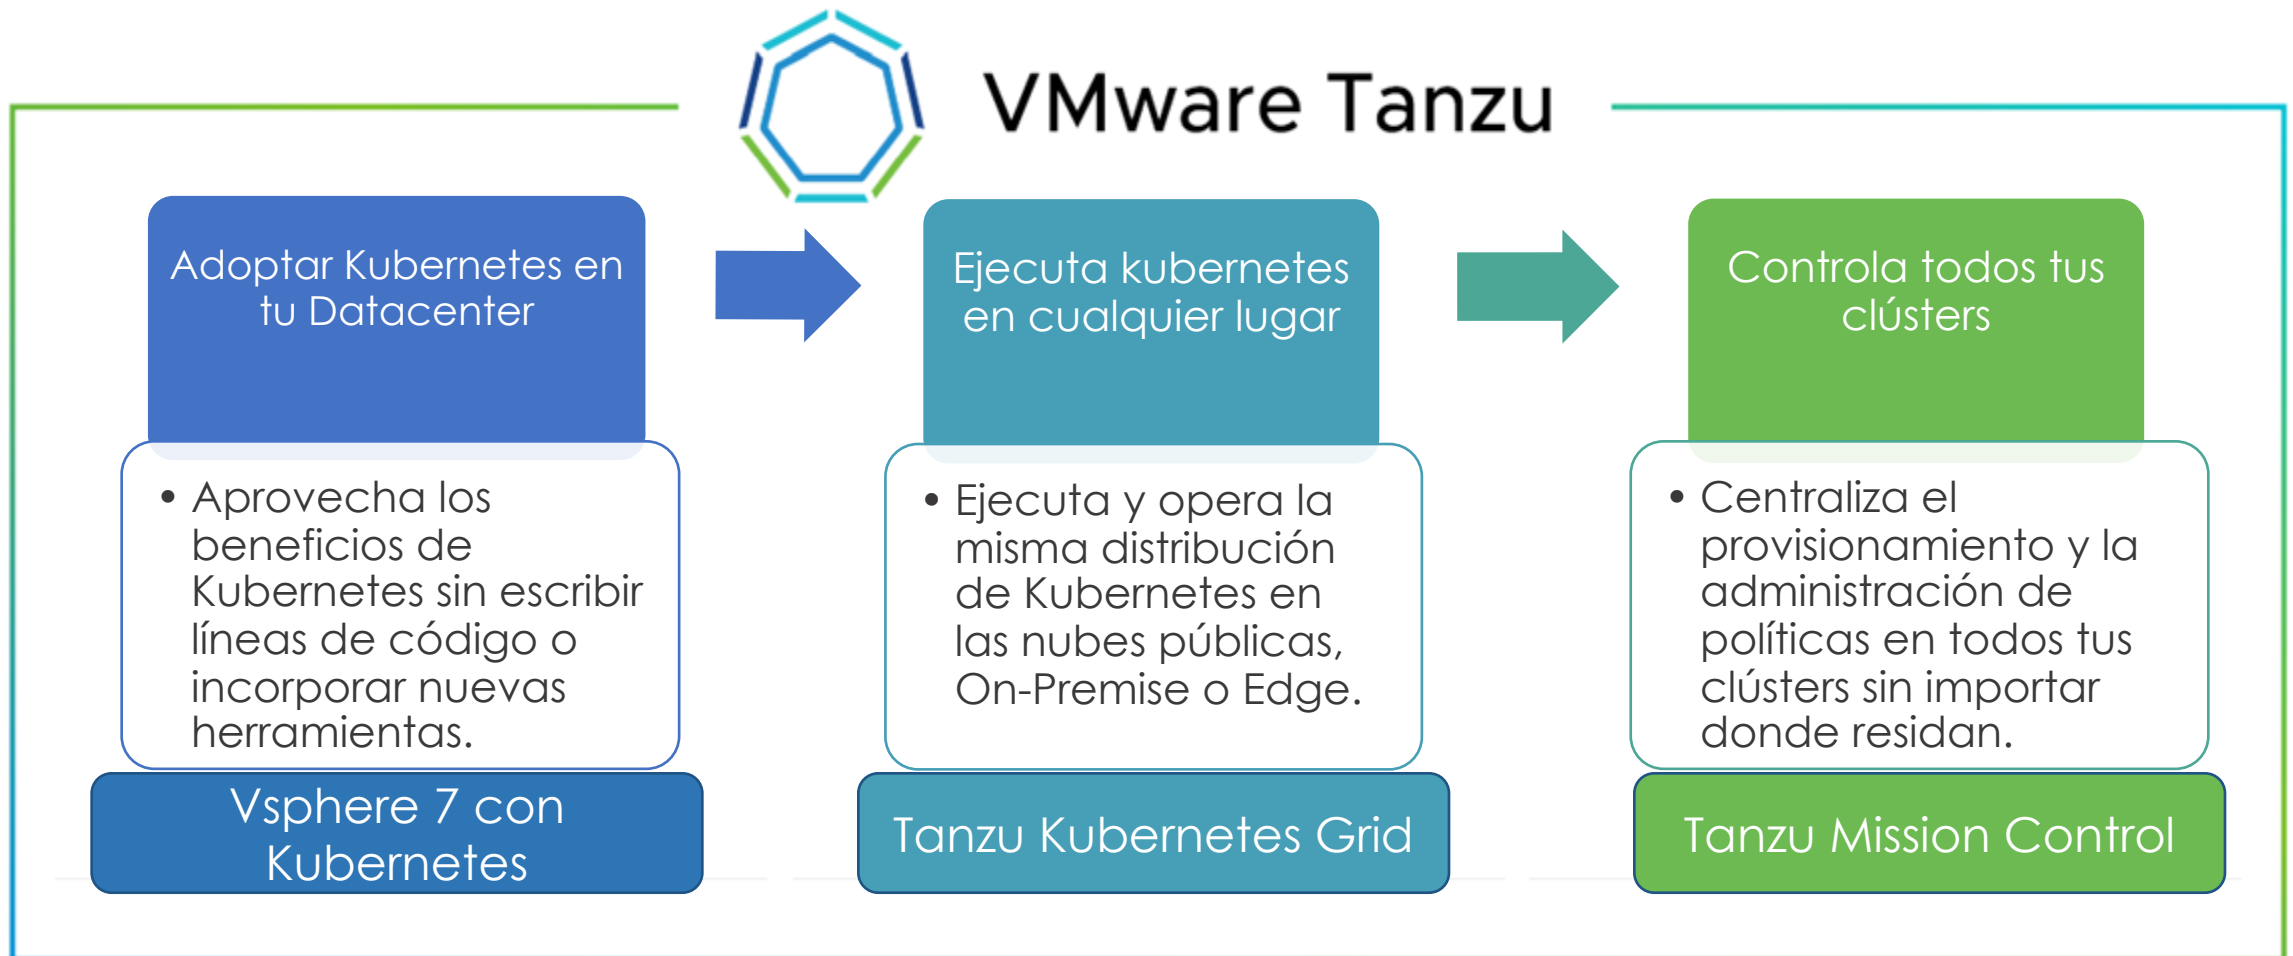 VMware Tanzu
Adoptar Kubernetes en
tu Datacenter
• Aprovecha los
beneficios de
Kubernetes sin escribir
líneas de código o
incorporar nuevas
herramientas.
Vsphere 7 con
Kubernetes
Ejecuta kubernetes
en cualquier lugar
• Ejecuta y opera la
misma distribución
de Kubernetes en
las nubes públicas,
On-Premise o Edge.
Tanzu Kubernetes Grid
Controla todos tus
clústers
• Centraliza el
provisionamiento y la
administración de
políticas en todos tus
clústers sin importar
donde residan.
Tanzu Mission Control